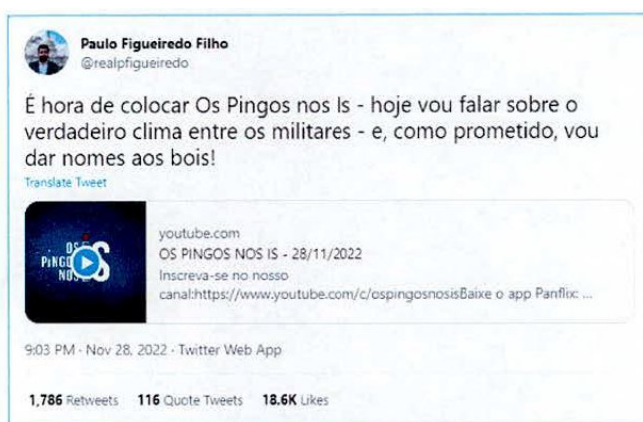 Paulo Figueiredo Filho
@realpfigueiredo
É hora de colocar Os Pingos nos Is - hoje vou falar sobre o
verdadeiro clima entre os militares - e, como prometido, vou
dar nomes aos bois!
Translate Tweet
OS
PINGO
NOS
S
youtube.com
OS PINGOS NOS IS - 28/11/2022
Inscreva-se no nosso
canal:https://www.youtube.com/c/ospingosnosisBaixe o app Panflix: ...
9:03 PM · Nov 28, 2022 · Twitter Web App
1,786 Retweets 116 Quote Tweets 18.6K Likes